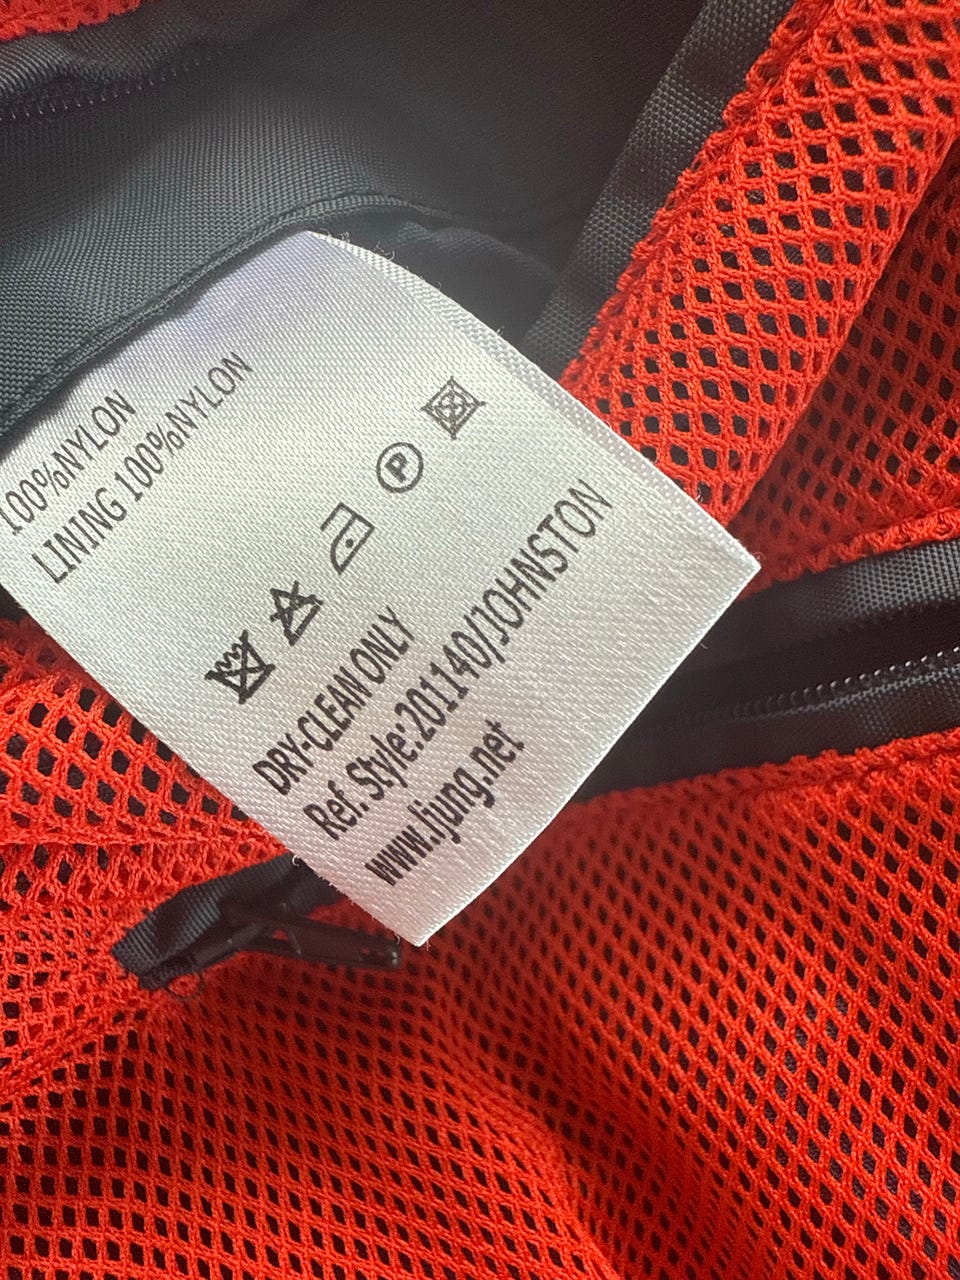 100%NYLON
LINING 100%NYLON
P
DRY-CLEAN ONLY
Ref. Style:201140/JOHNSTON
www.ljung.net